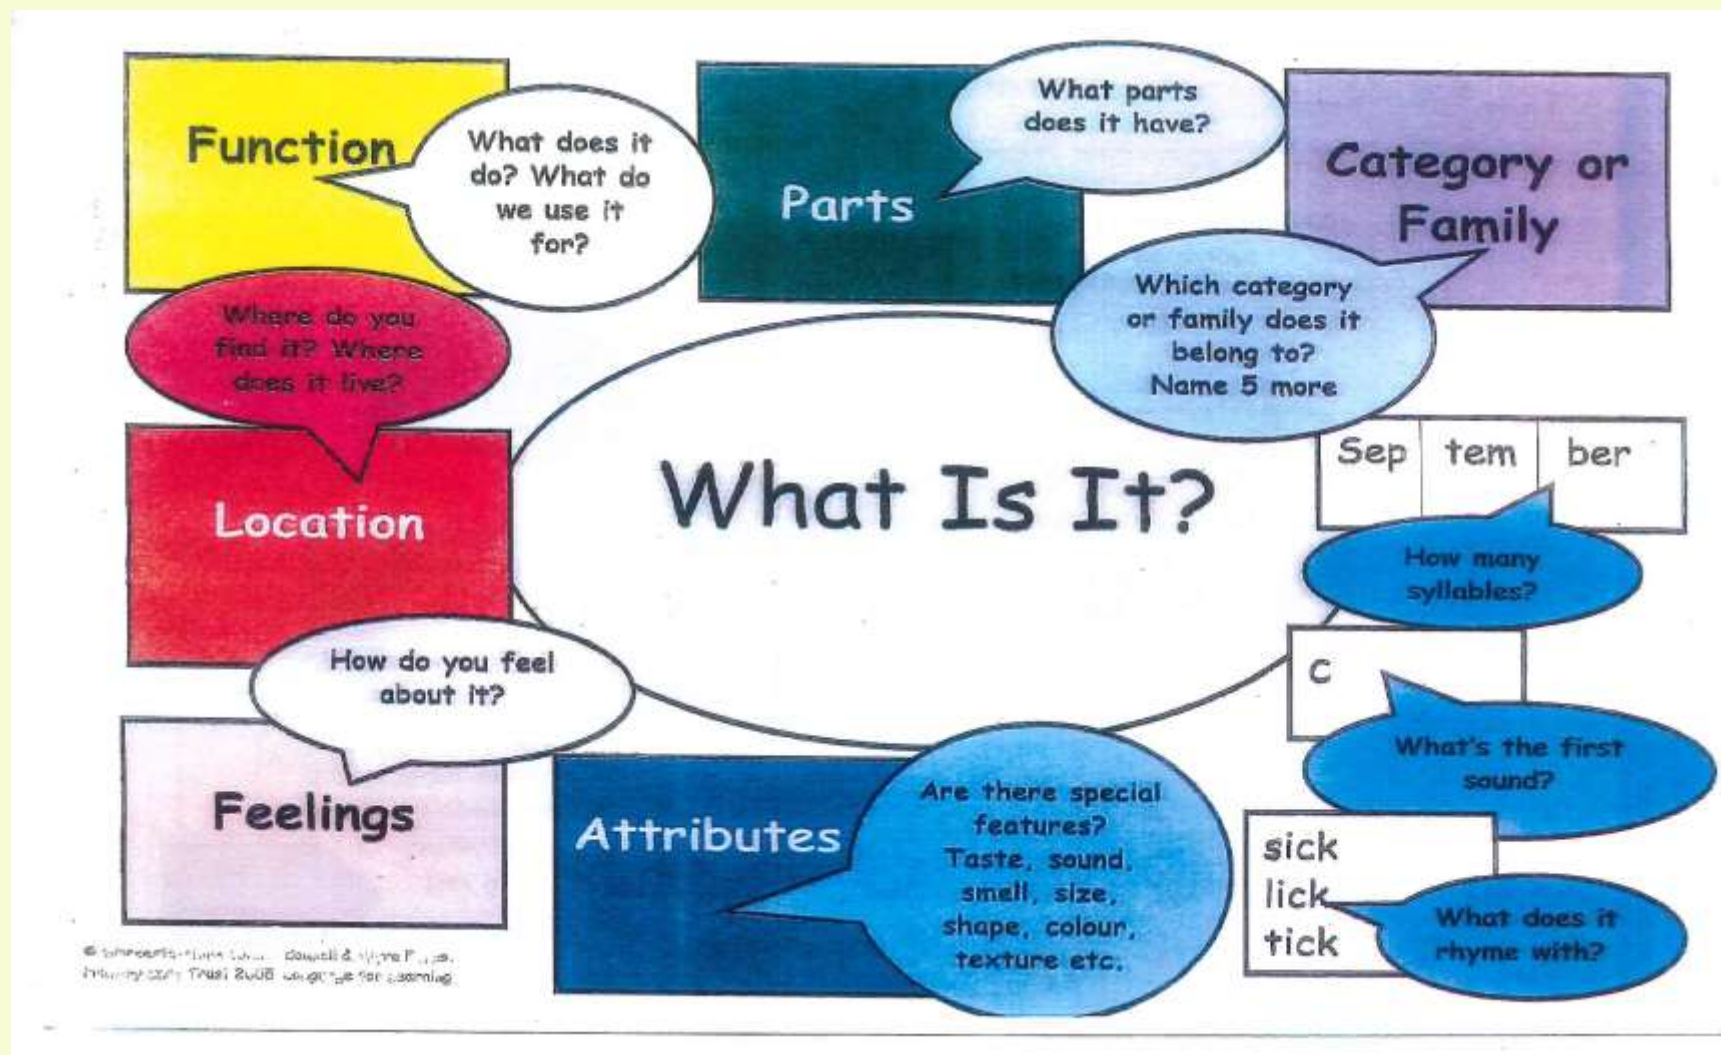 Function
What does it
do? What do
we use it
for?
Parts
What parts
does it have?
Category or
Family
Which category
or family does it
belong to?
Name 5 more
Where do you
find it? Where
does it live?
Location
What Is It?
Sep tem ber
How many
syllables?
C
What's the first
sound?
How do you feel
about it?
Feelings
Attributes
Are there special
features?
Taste, sound,
smell, size,
shape, colour,
texture etc.
sick
lick
tick
What does it
rhyme with?
©
Trust for Learning